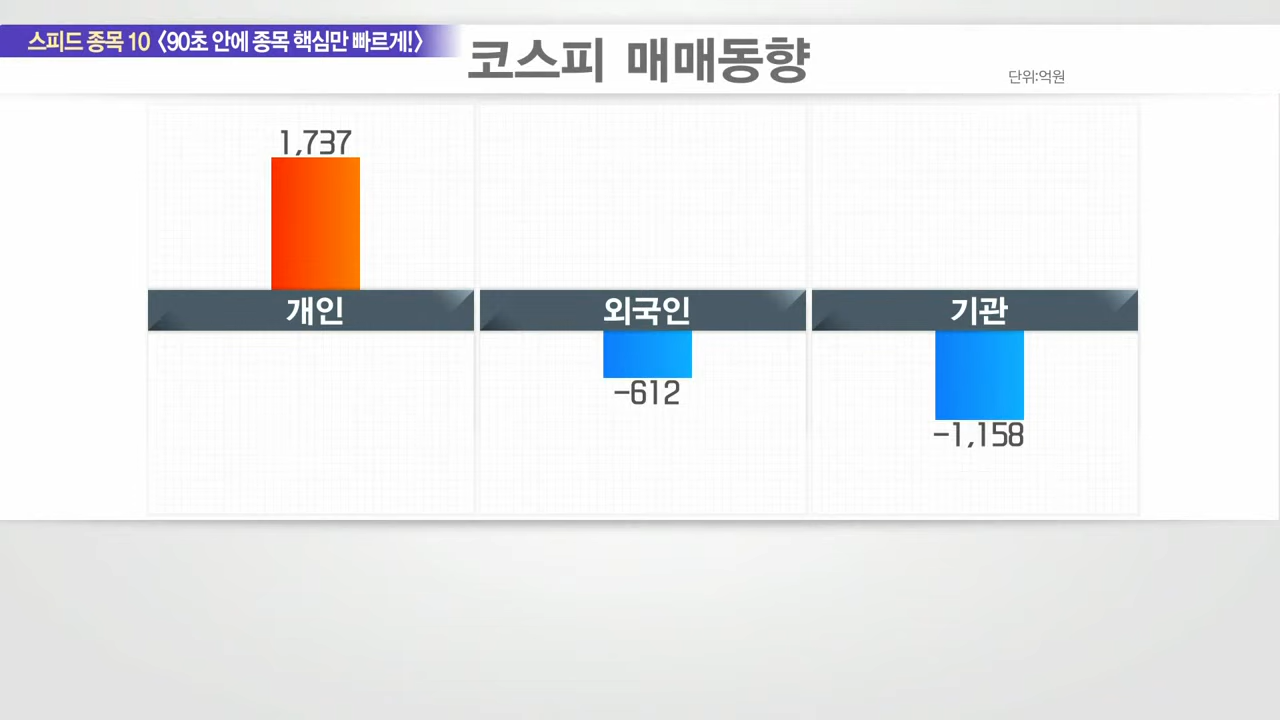 스피드 종목 10 <90초 안에 종목 핵심만 빠르게!>
코스피 매매동향
단위:억원
1,737
개인
외국인
기관
-612
-1,158